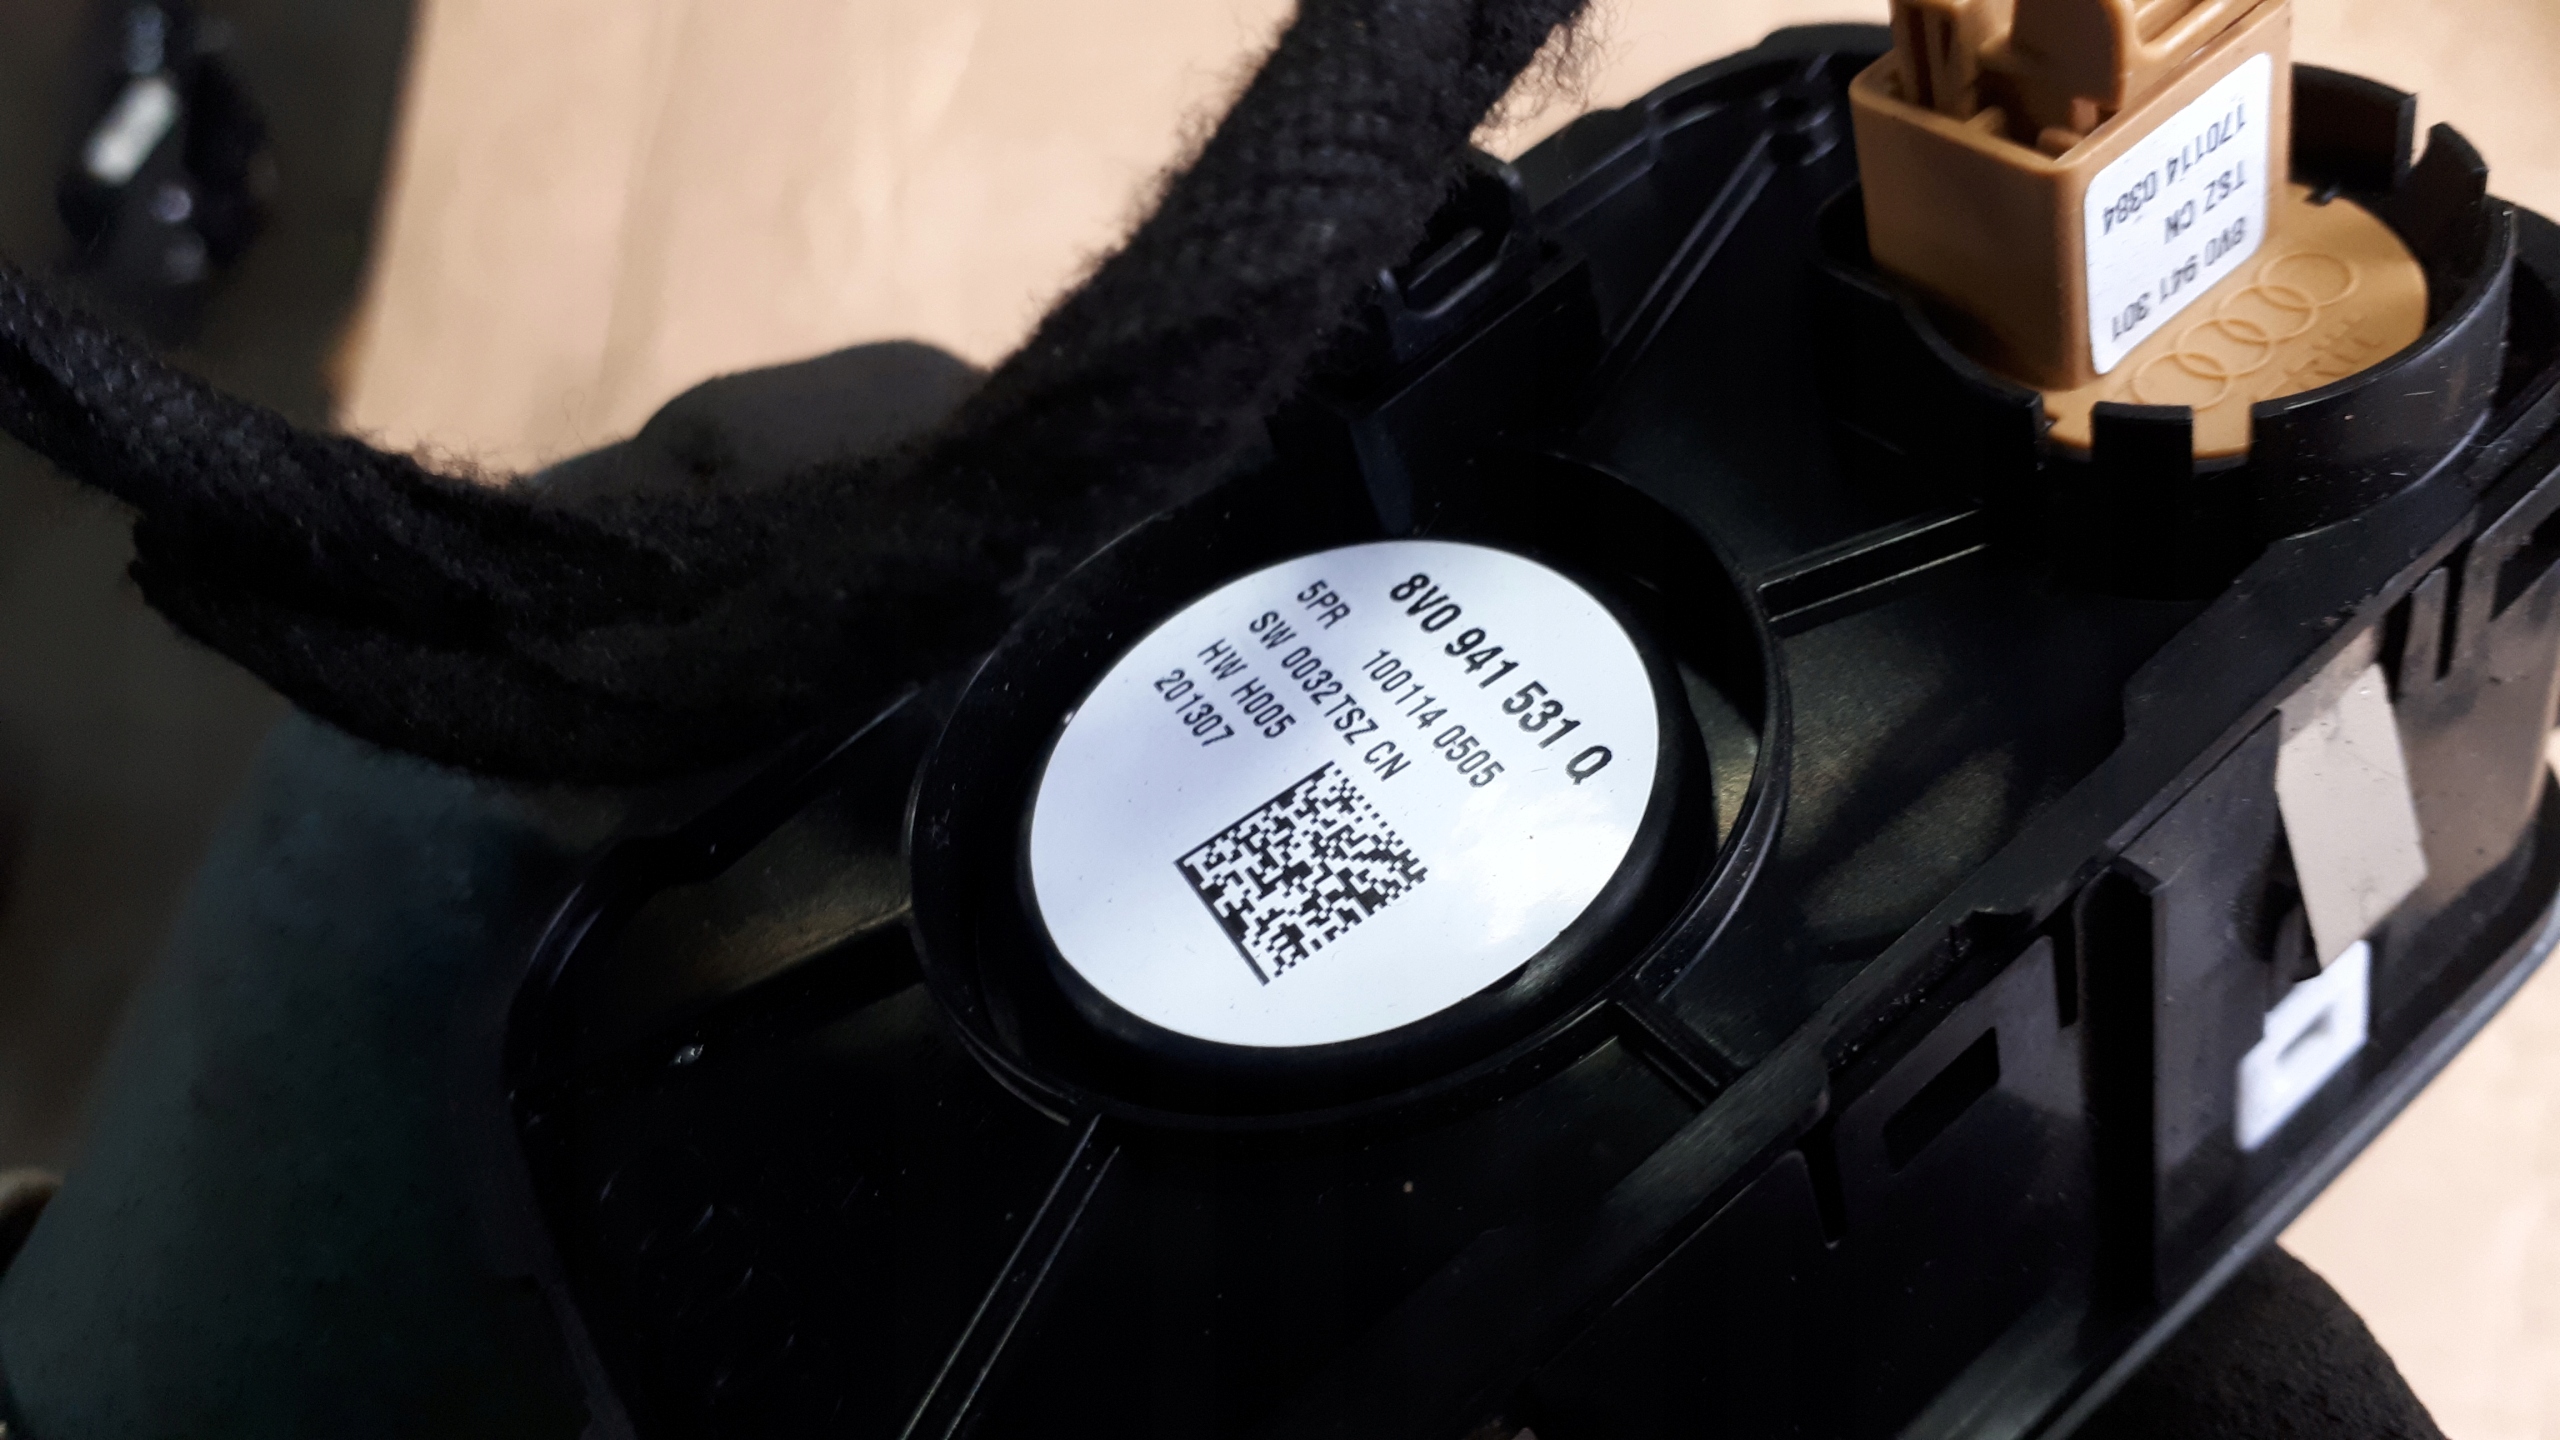 8V0 941 531 Q
5PR 100114 0505
SW 0032TSZ CN
HW H005
201307
8V0 941 301
TSZ CN
170114 0384